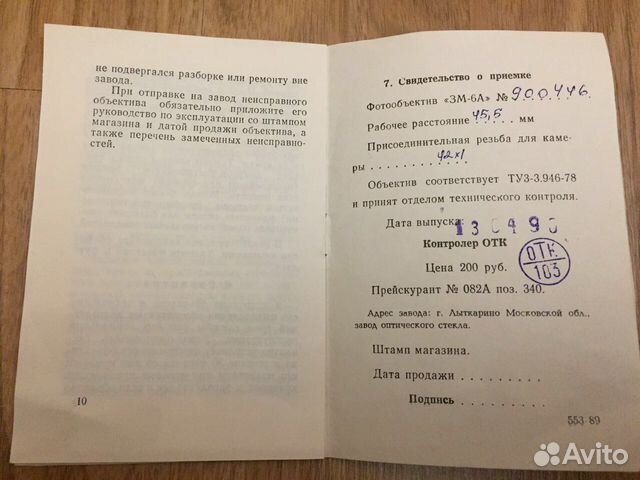 не подвергался разборке или ремонту вне
завода.
При отправке на завод неисправного
объектива обязательно приложите его
руководство по эксплуатации со штампом
магазина и датой продажи объектива, а
также перечень замеченных неисправно-
стей.
10
7. Свидетельство о приемке
Фотообъектив «ЗМ-6А» № 900446.
Рабочее расстояние 45,5 мм
Присоединительная резьба для каме-
ры . . . . 42х1
Объектив соответствует ТУ3-3.946-78
и принят отделом технического контроля.
Дата выпуска:
Контролер ОТК
ОТК
103
Цена 200 руб.
Прейскурант № 082А поз. 340.
Адрес завода: г. Лыткарино Московской обл.,
завод оптического стекла.
Штамп магазина.
Дата продажи . . . . . . . . .
Подпись . . . . . . . . .
553-89
Avito